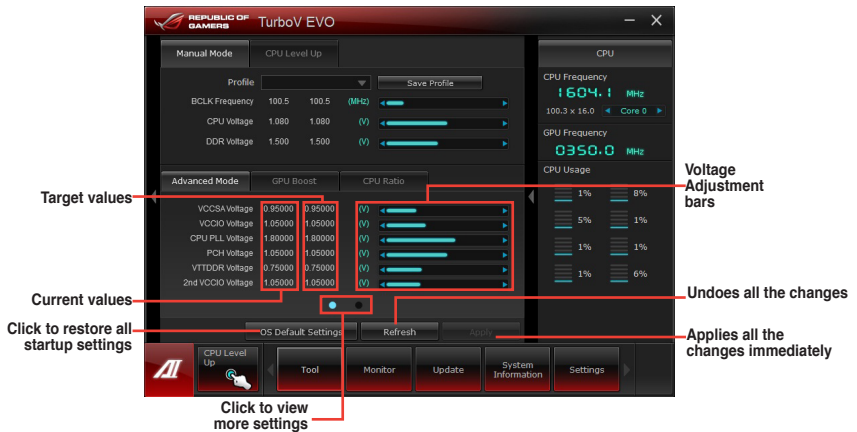 REPUBLIC OF
GAMERS
TurboV EVO
Manual Mode
CPU Level Up
Profile
Save Profile
BCLK Frequency 100.5 100.5 (MHz)
CPU Voltage 1.080 1.080 (V)
DDR Voltage 1.500 1.500 (V)
Advanced Mode
GPU Boost
CPU Ratio
VCCSA Voltage 0.95000 0.95000 (V)
VCCIO Voltage 1.05000 1.05000 (V)
CPU PLL Voltage 1.80000 1.80000 (V)
PCH Voltage 1.05000 1.05000 (V)
VTTDDR Voltage 0.75000 0.75000 (V)
2nd VCCIO Voltage 1.05000 1.05000 (V)
OS Default Settings
Refresh
Apply
CPU
CPU Frequency
1604.1 MHz
100.3 x 16.0 Core 0
GPU Frequency
0350.0 MHz
CPU Usage
1% 8%
5% 1%
1% 1%
1% 6%
CPU Level
Up
Tool
Monitor
Update
System
Information
Settings
Target values
Current values
Click to restore all
startup settings
Click to view
more settings
Voltage
Adjustment
bars
Undoes all the changes
Applies all the
changes immediately